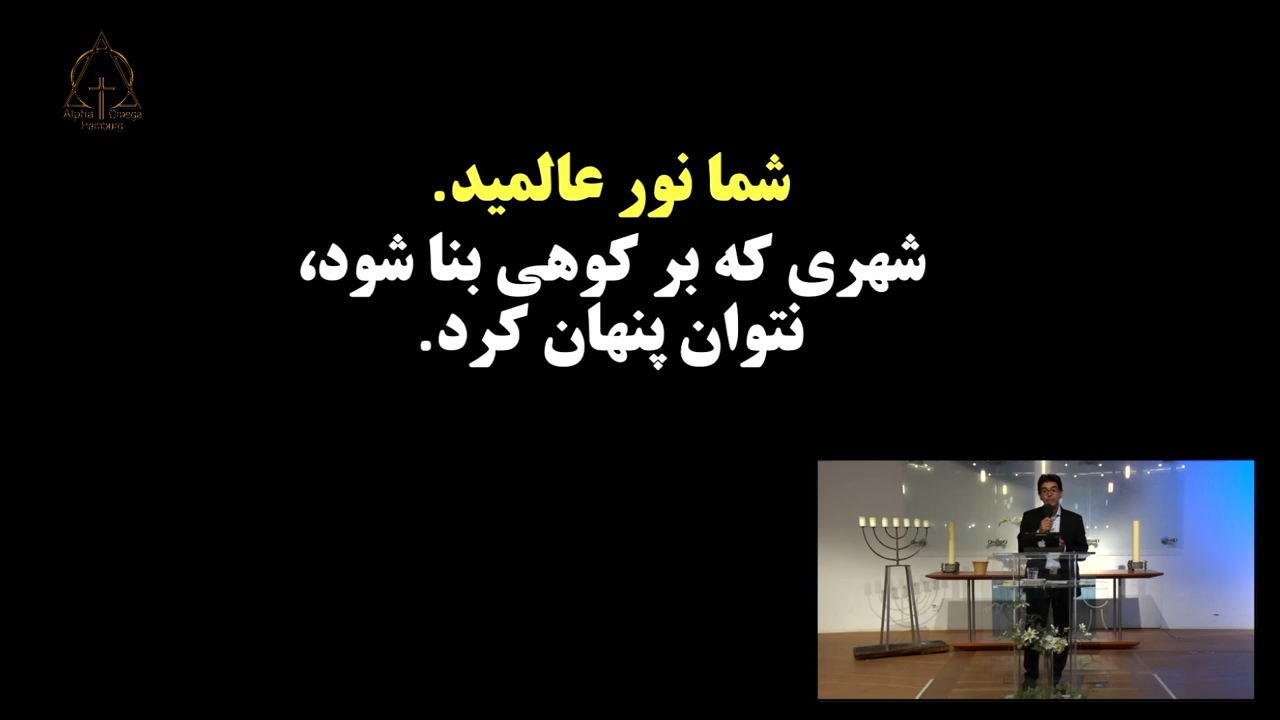 Alpha Omega
Hamburg
شما نور عالمید.
شهری که بر کوهی بنا شود،
نتوان پنهان کرد.